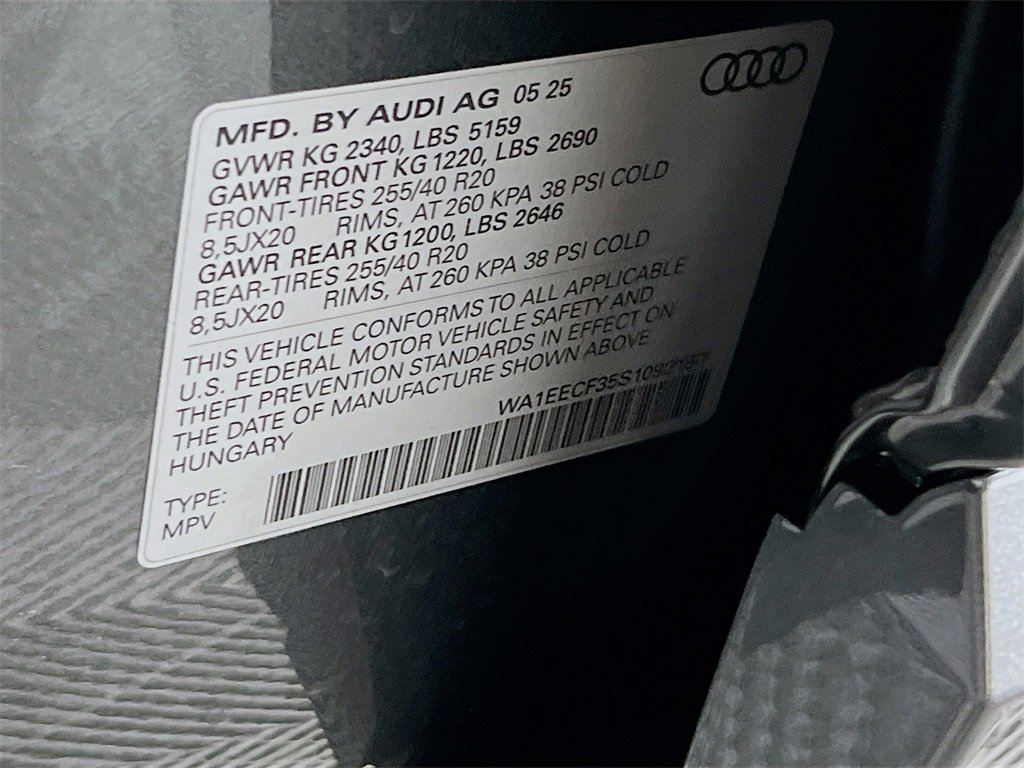 MFD. BY AUDI AG 05 25
GVWR KG 2340, LBS 5159
GAWR FRONT KG 1220, LBS 2690
FRONT-TIRES 255/40 R20
8,5JX20 RIMS, AT 260 KPA 38 PSI COLD
GAWR REAR KG 1200, LBS 2646
REAR-TIRES 255/40 R20
8,5JX20 RIMS, AT 260 KPA 38 PSI COLD
THIS VEHICLE CONFORMS TO ALL APPLICABLE
U.S. FEDERAL MOTOR VEHICLE SAFETY AND
THEFT PREVENTION STANDARDS IN EFFECT ON
THE DATE OF MANUFACTURE SHOWN ABOVE.
HUNGARY
TYPE:
MPV